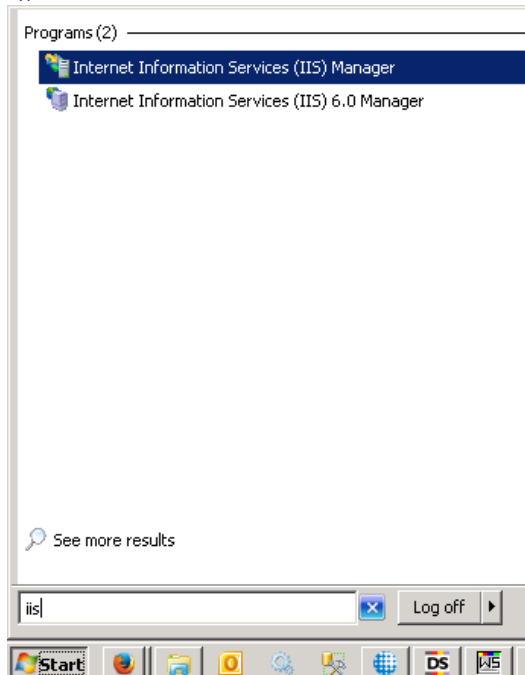 Programs (2)
Internet Information Services (IIS) Manager
Internet Information Services (IIS) 6.0 Manager
See more results
iis
Log off
Start
O
DS
WS